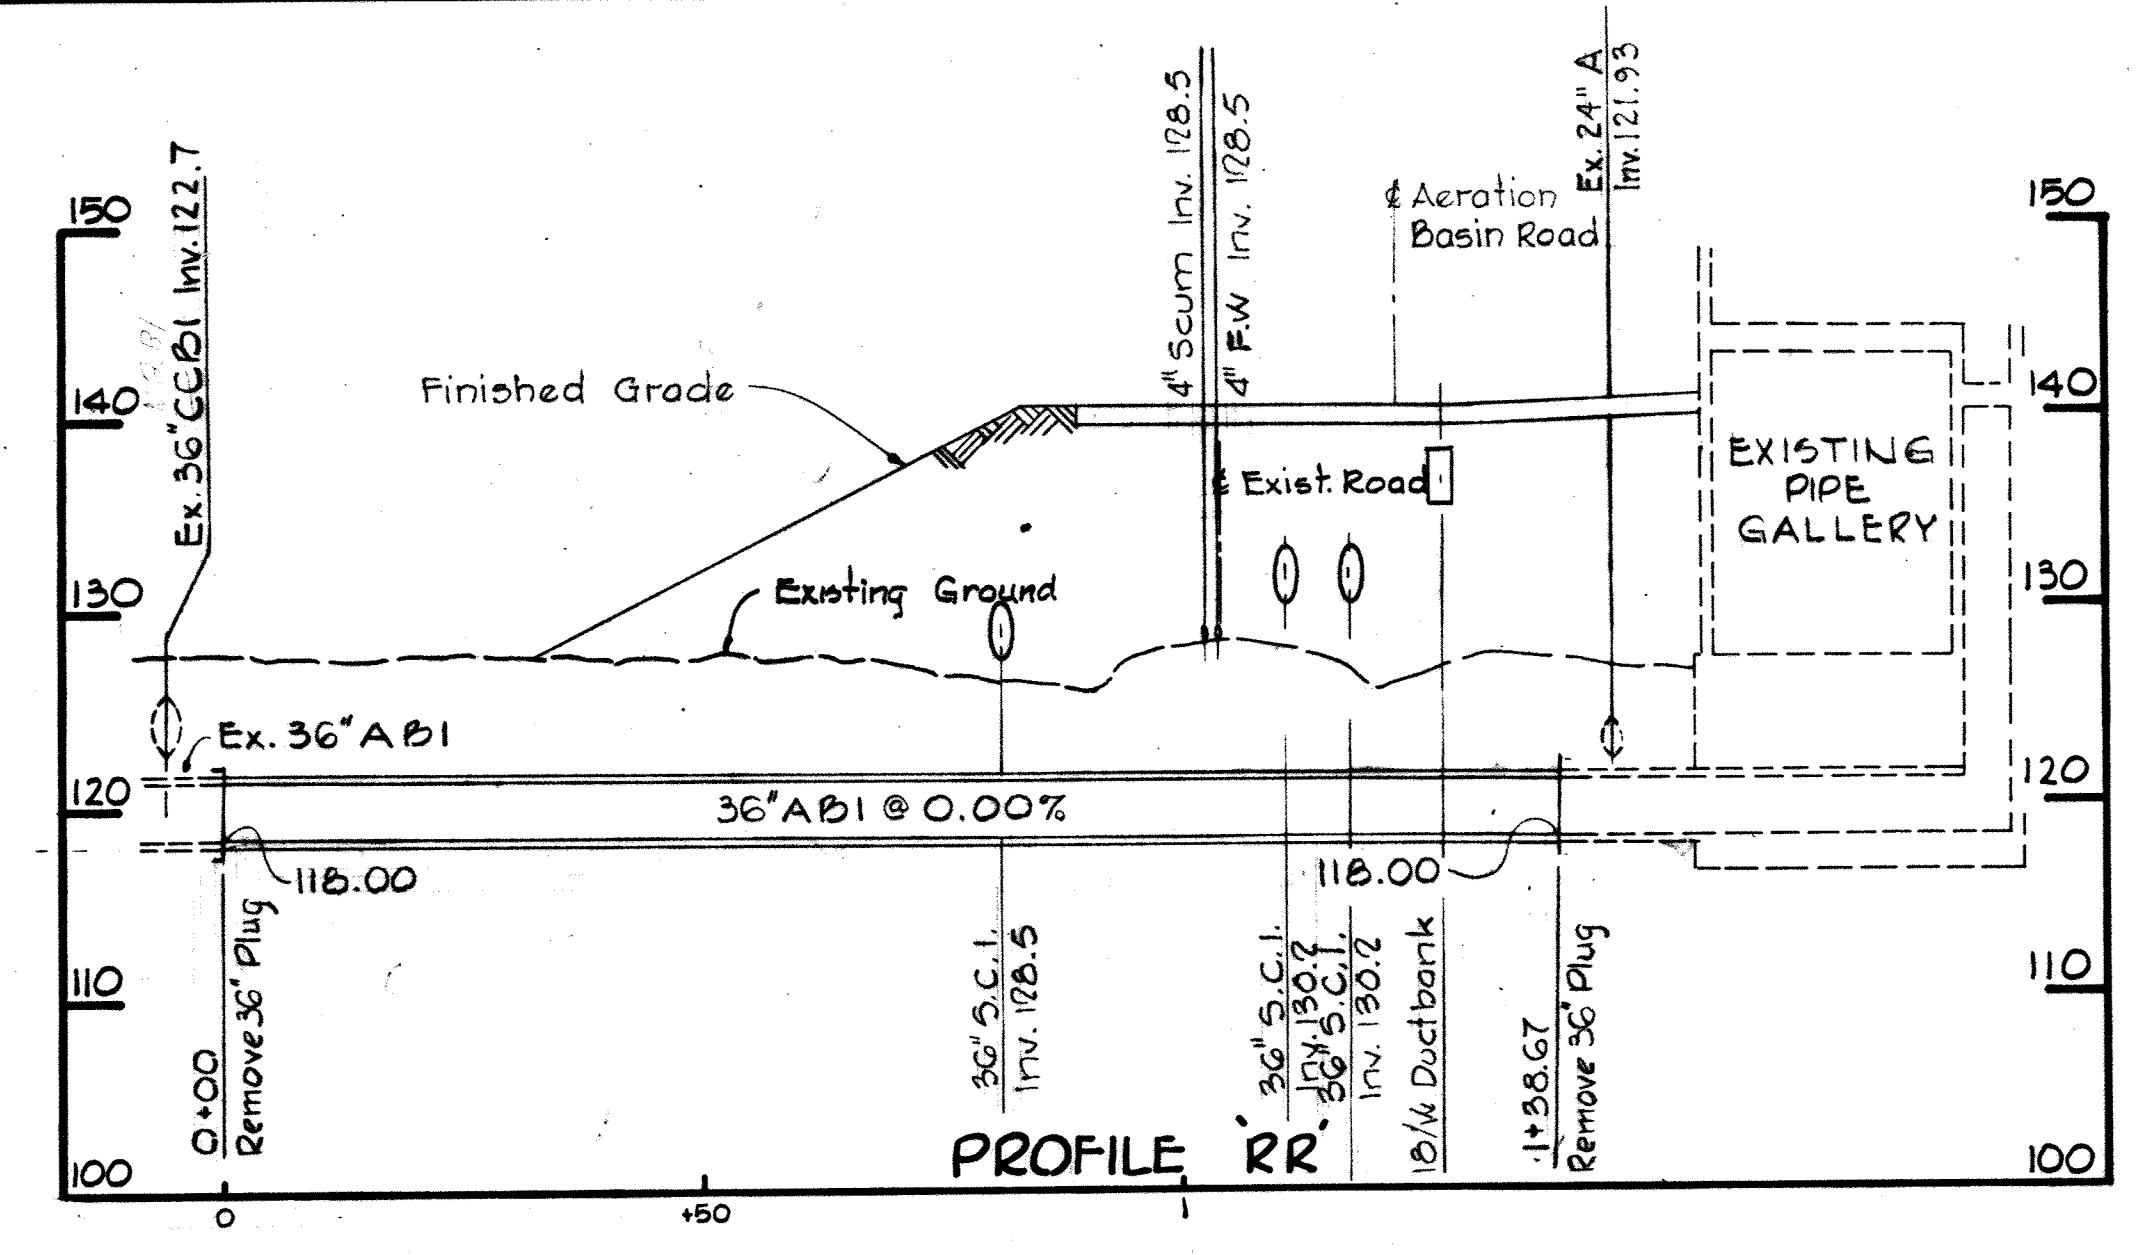 Ex. 36" CCB1 Inv. 122.7
4" Scum Inv. 128.5
4" F.W Inv. 128.5
Ex. 24" A
Inv. 121.93
℄ Aeration
Basin Road
150
150
140
140
130
130
120
120
110
110
100
100
Finished Grade
℄ Exist. Road
EXISTING
PIPE
GALLERY
Existing Ground
Ex. 36" AB1
36" AB1 @ 0.00%
118.00
118.00
0+00
Remove 36" Plug
36" S.C.1.
Inv. 128.5
36" S.C.1.
Inv. 130.2
36" S.C.1.
Inv. 130.2
Ductbank
1+38.67
Remove 36" Plug
PROFILE 'RR'
0
+50
1